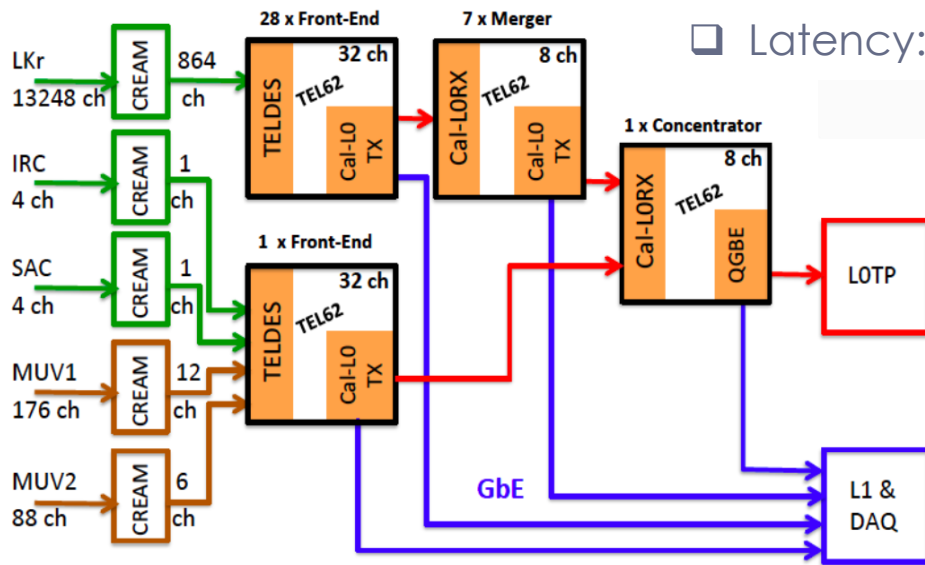 28 x Front-End
7 x Merger
❑ Latency:
LKr
13248 ch
CREAM
864
ch
TELDES
TEL62
32 ch
Cal-L0
TX
Cal-L0RX
TEL62
8 ch
Cal-L0
TX
1 x Concentrator
IRC
4 ch
CREAM
1
ch
Cal-L0RX
TEL62
8 ch
QGBE
L0TP
SAC
4 ch
CREAM
1
ch
1 x Front-End
TELDES
TEL62
32 ch
Cal-L0
TX
MUV1
176 ch
CREAM
12
ch
MUV2
88 ch
CREAM
6
ch
GbE
L1 &
DAQ